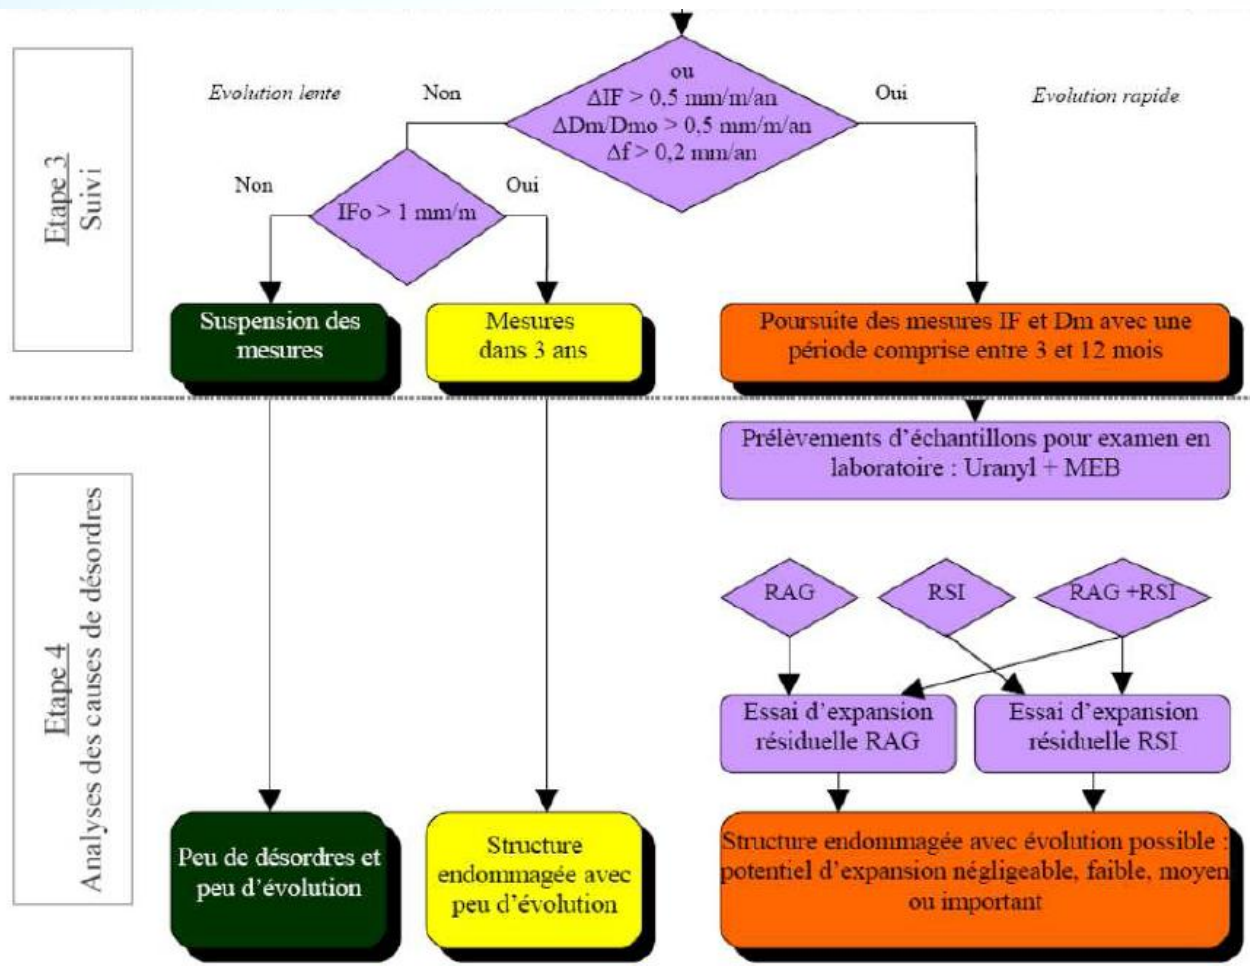 Etape 3
Suivi
Evolution lente
Non
ou
ΔIF > 0,5 mm/m/an
ΔDm/Dmo > 0,5 mm/m/an
Δf > 0,2 mm/an
Oui
Evolution rapide
Non
IFo > 1 mm/m
Oui
Suspension des
mesures
Mesures
dans 3 ans
Poursuite des mesures IF et Dm avec une
période comprise entre 3 et 12 mois
Etape 4
Analyses des causes de désordres
Prélèvements d'échantillons pour examen en
laboratoire : Uranyl + MEB
RAG
RSI
RAG +RSI
Essai d'expansion
résiduelle RAG
Essai d'expansion
résiduelle RSI
Peu de désordres et
peu d'évolution
Structure
endommagée avec
peu d'évolution
Structure endommagée avec évolution possible :
potentiel d'expansion négligeable, faible, moyen
ou important